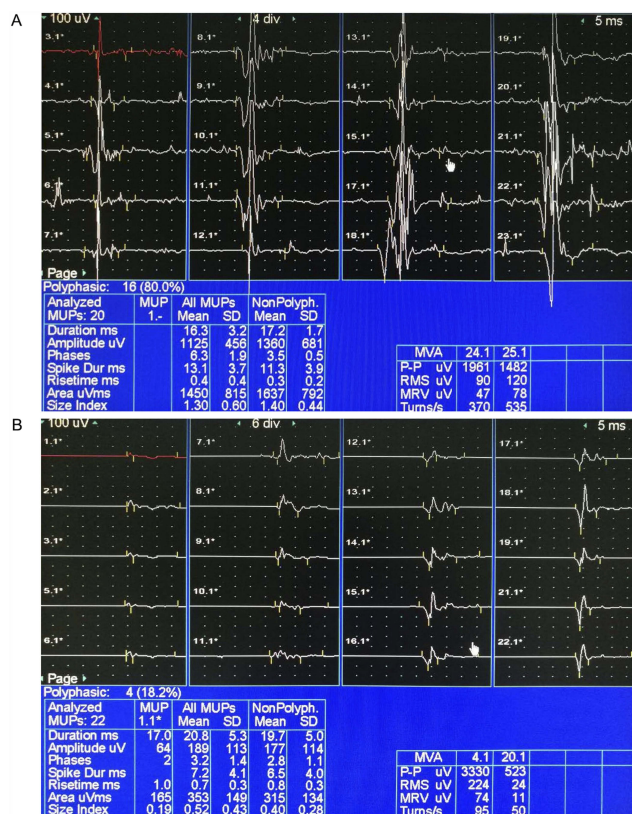 A
100 uV 4 div. 5 ms
3.1* 8.1* 13.1* 19.1*
4.1* 9.1* 14.1* 20.1*
5.1* 10.1* 15.1* 21.1*
6.1* 11.1* 17.1* 22.1*
7.1* 12.1* 18.1* 23.1*
Page
Polyphasic: 16 (80.0%)
Analyzed MUP All MUPs NonPolyph.
MUPs: 20 1.- Mean SD Mean SD
Duration ms 16.3 3.2 17.2 1.7
Amplitude uV 1125 456 1360 681
Phases 6.3 1.9 3.5 0.5
Spike Dur ms 13.1 3.7 11.3 3.9
Risetime ms 0.4 0.4 0.3 0.2
Area uVms 1450 815 1637 792
Size Index 1.30 0.60 1.40 0.44
MVA 24.1 25.1
P-P uV 1961 1482
RMS uV 90 120
MRV uV 47 78
Turns/s 370 535
B
100 uV 6 div. 5 ms
1.1* 7.1* 12.1* 17.1*
2.1* 8.1* 13.1* 18.1*
3.1* 9.1* 14.1* 19.1*
5.1* 10.1* 15.1* 21.1*
6.1* 11.1* 16.1* 22.1*
Page
Polyphasic: 4 (18.2%)
Analyzed MUP All MUPs NonPolyph.
MUPs: 22 1.1* Mean SD Mean SD
Duration ms 17.0 20.8 5.3 19.7 5.0
Amplitude uV 64 189 113 177 114
Phases 2 3.2 1.4 2.8 1.1
Spike Dur ms 7.2 4.1 6.5 4.0
Risetime ms 1.0 0.7 0.3 0.8 0.3
Area uVms 165 353 149 315 134
Size Index 0.19 0.52 0.43 0.40 0.28
MVA 4.1 20.1
P-P uV 3330 523
RMS uV 224 24
MRV uV 74 11
Turns/s 95 50